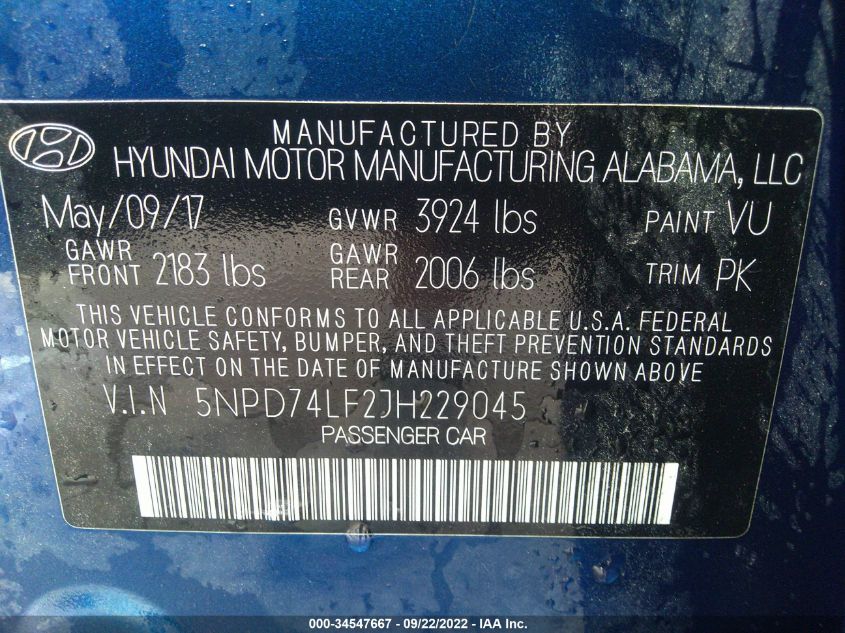 MANUFACTURED BY
HYUNDAI MOTOR MANUFACTURING ALABAMA, LLC
May/09/17 GVWR 3924 lbs PAINT VU
GAWR FRONT 2183 lbs GAWR REAR 2006 lbs TRIM PK
THIS VEHICLE CONFORMS TO ALL APPLICABLE U.S.A. FEDERAL
MOTOR VEHICLE SAFETY, BUMPER, AND THEFT PREVENTION STANDARDS
IN EFFECT ON THE DATE OF MANUFACTURE SHOWN ABOVE
V.I.N 5NPD74LF2JH229045
PASSENGER CAR
000-34547667 - 09/22/2022 - IAA Inc.